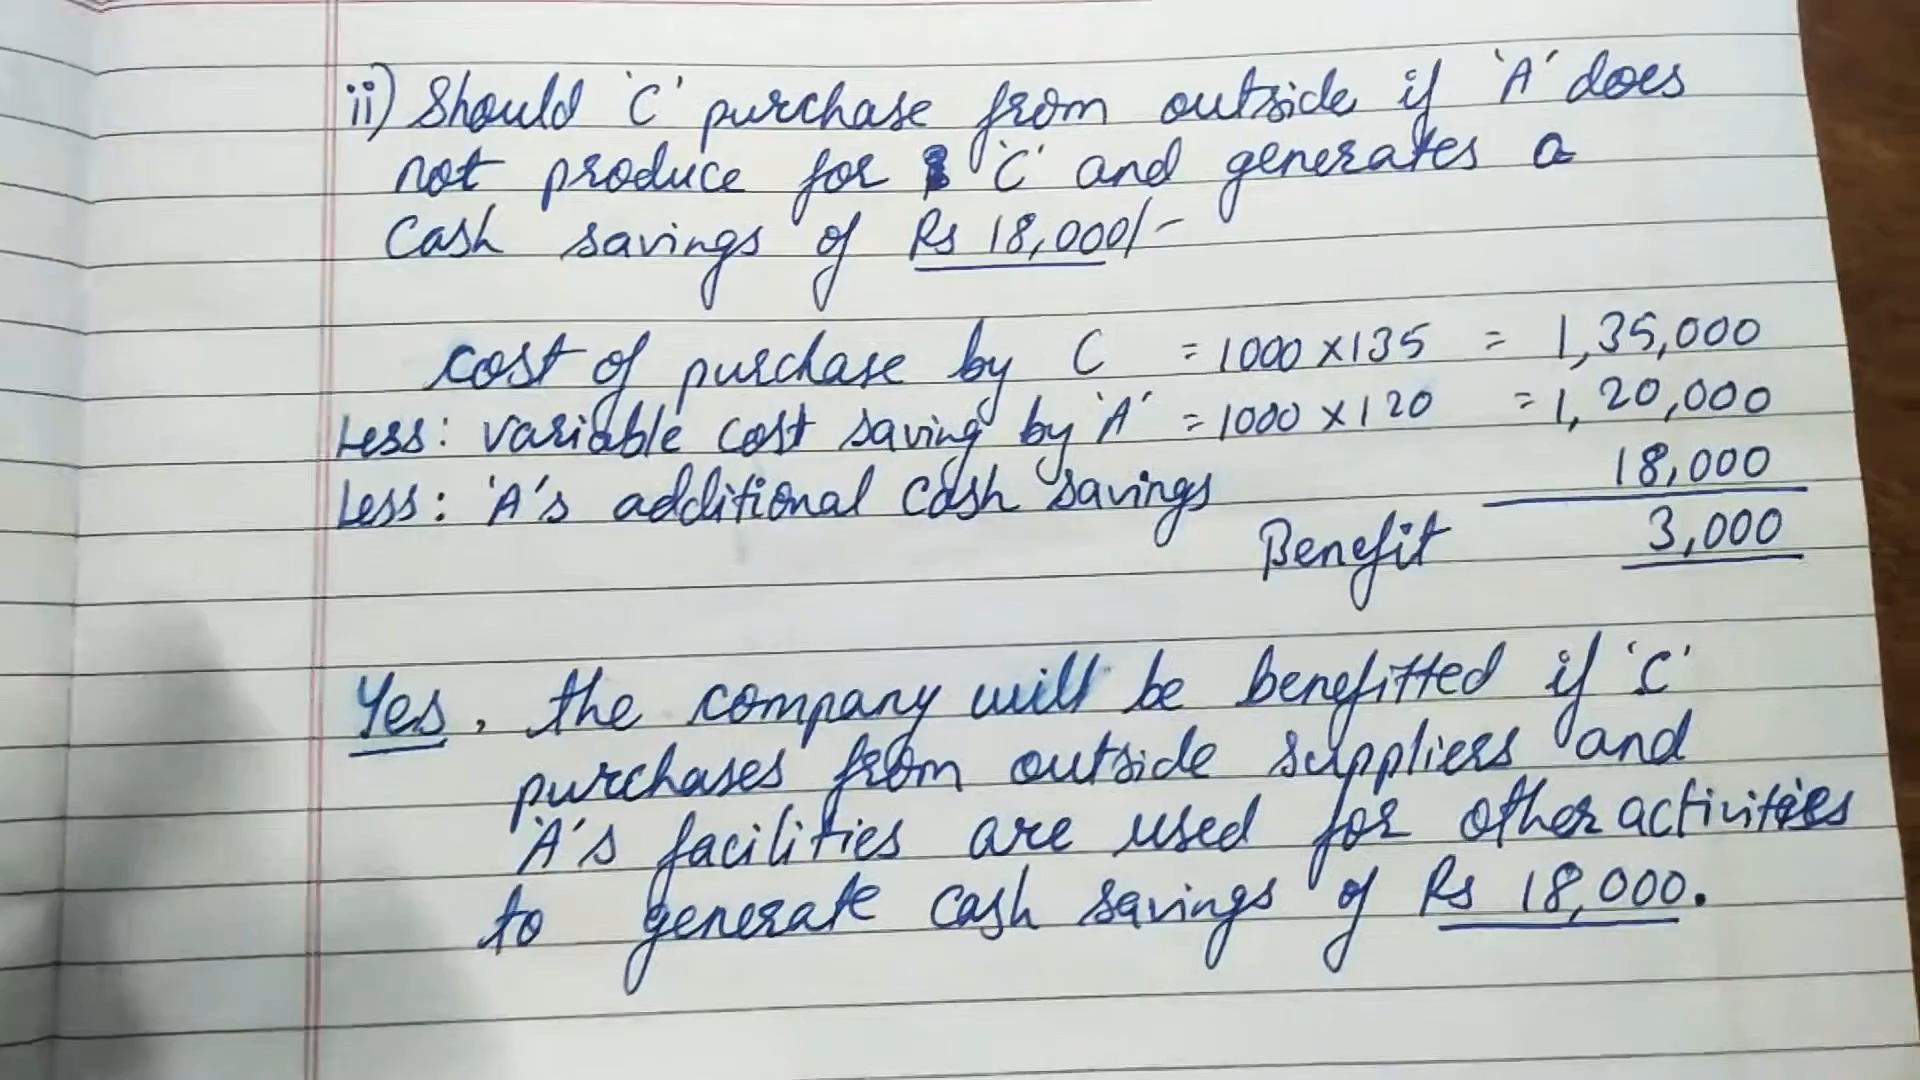 ii) Should 'C' purchase from outside if 'A' does
not produce for 'C' and generates a
Cash savings of Rs 18,000/-
cost of purchase by C = 1000 x 135 = 1,35,000
Less: variable cost saving by 'A' = 1000 x 120 = 1,20,000
Less: 'A's additional cash savings 18,000
Benefit 3,000
Yes, the company will be benefitted if 'C'
purchases from outside suppliers and
'A's facilities are used for other activities
to generate cash savings of Rs 18,000.